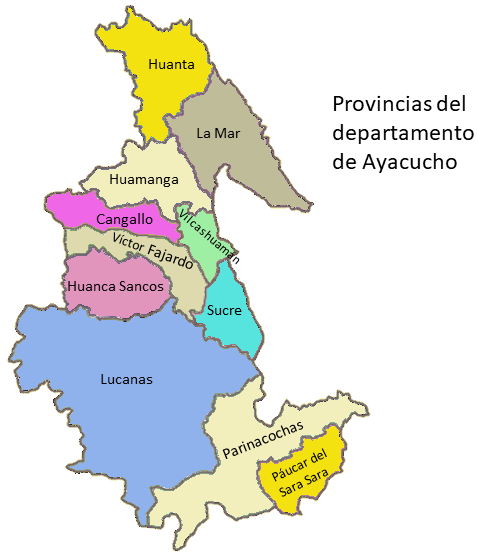 Huanta
Provincias del
departamento
de Ayacucho
La Mar
Huamanga
Cangallo
Vilcashuamán
Víctor Fajardo
Huanca Sancos
Sucre
Lucanas
Parinacochas
Páucar del
Sara Sara